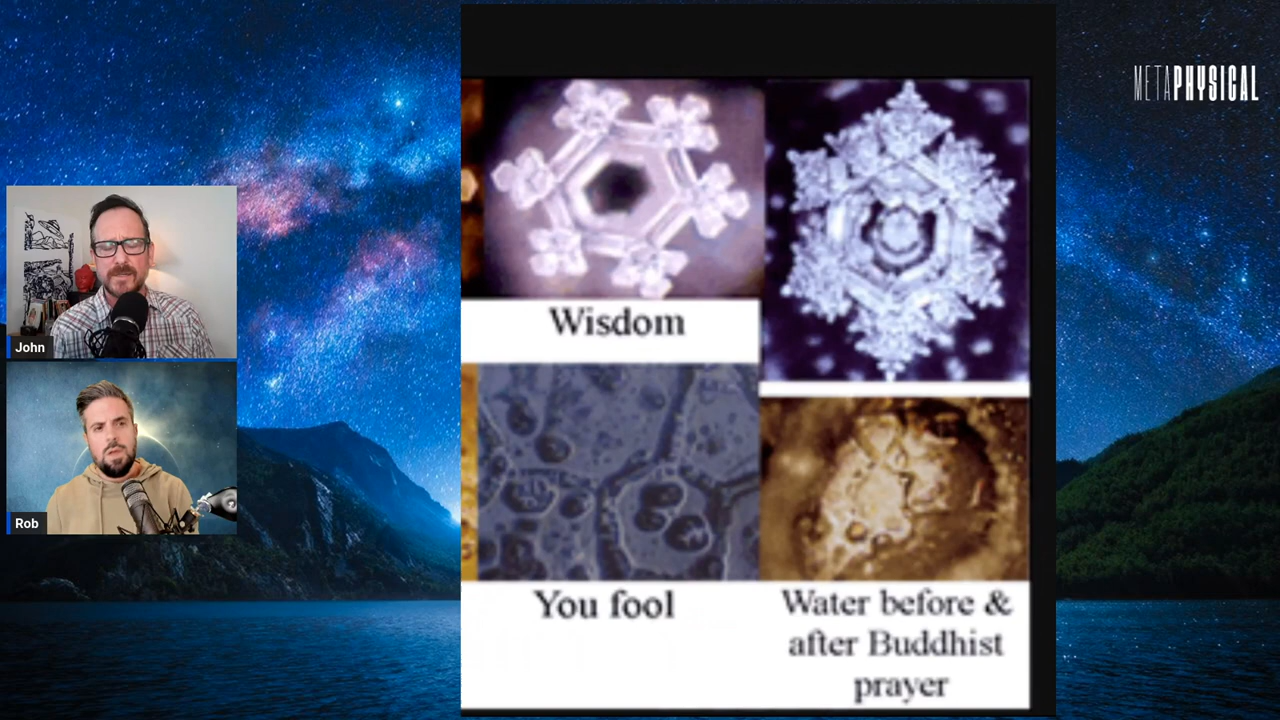 METAPHYSICAL
John
Rob
Wisdom
You fool
Water before &
after Buddhist
prayer